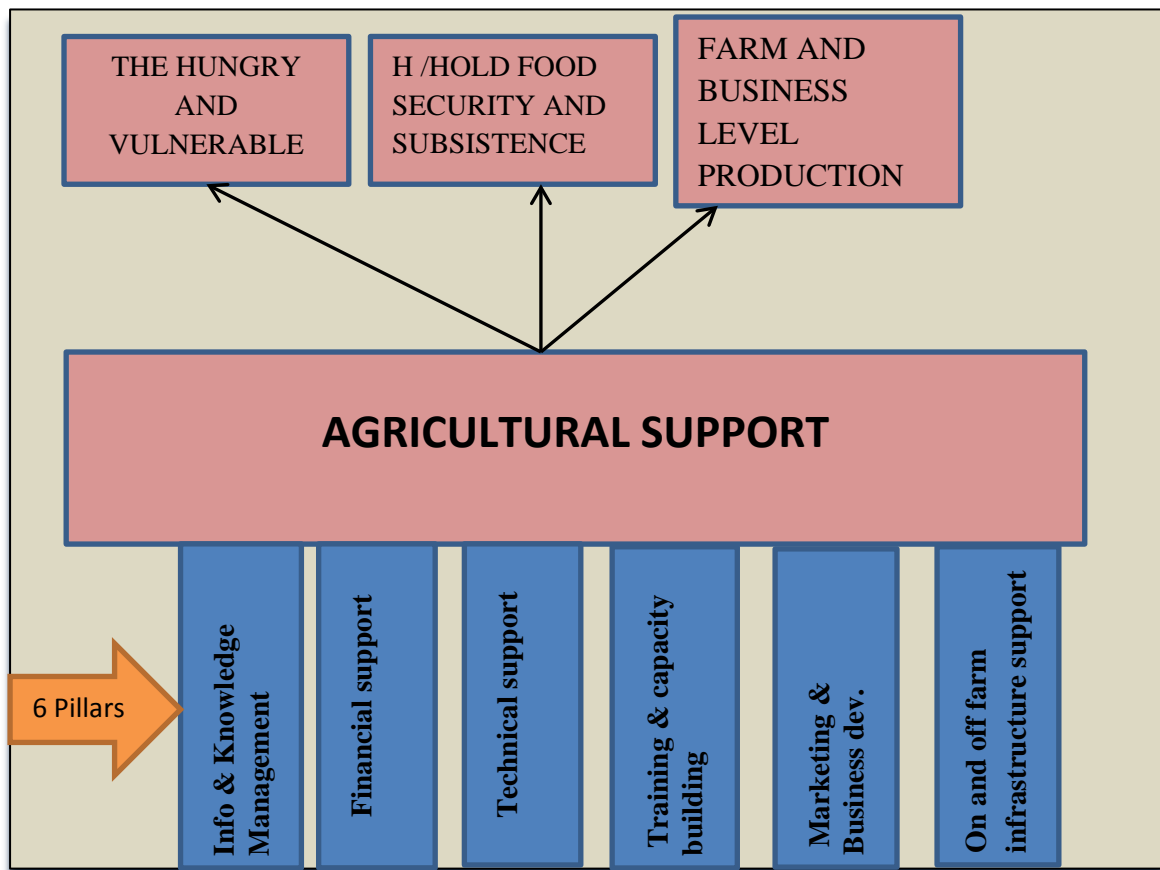 THE HUNGRY
AND
VULNERABLE
H /HOLD FOOD
SECURITY AND
SUBSISTENCE
FARM AND
BUSINESS
LEVEL
PRODUCTION
AGRICULTURAL SUPPORT
6 Pillars
Info & Knowledge
Management
Financial support
Technical support
Training & capacity
building
Marketing &
Business dev.
On and off farm
infrastructure support